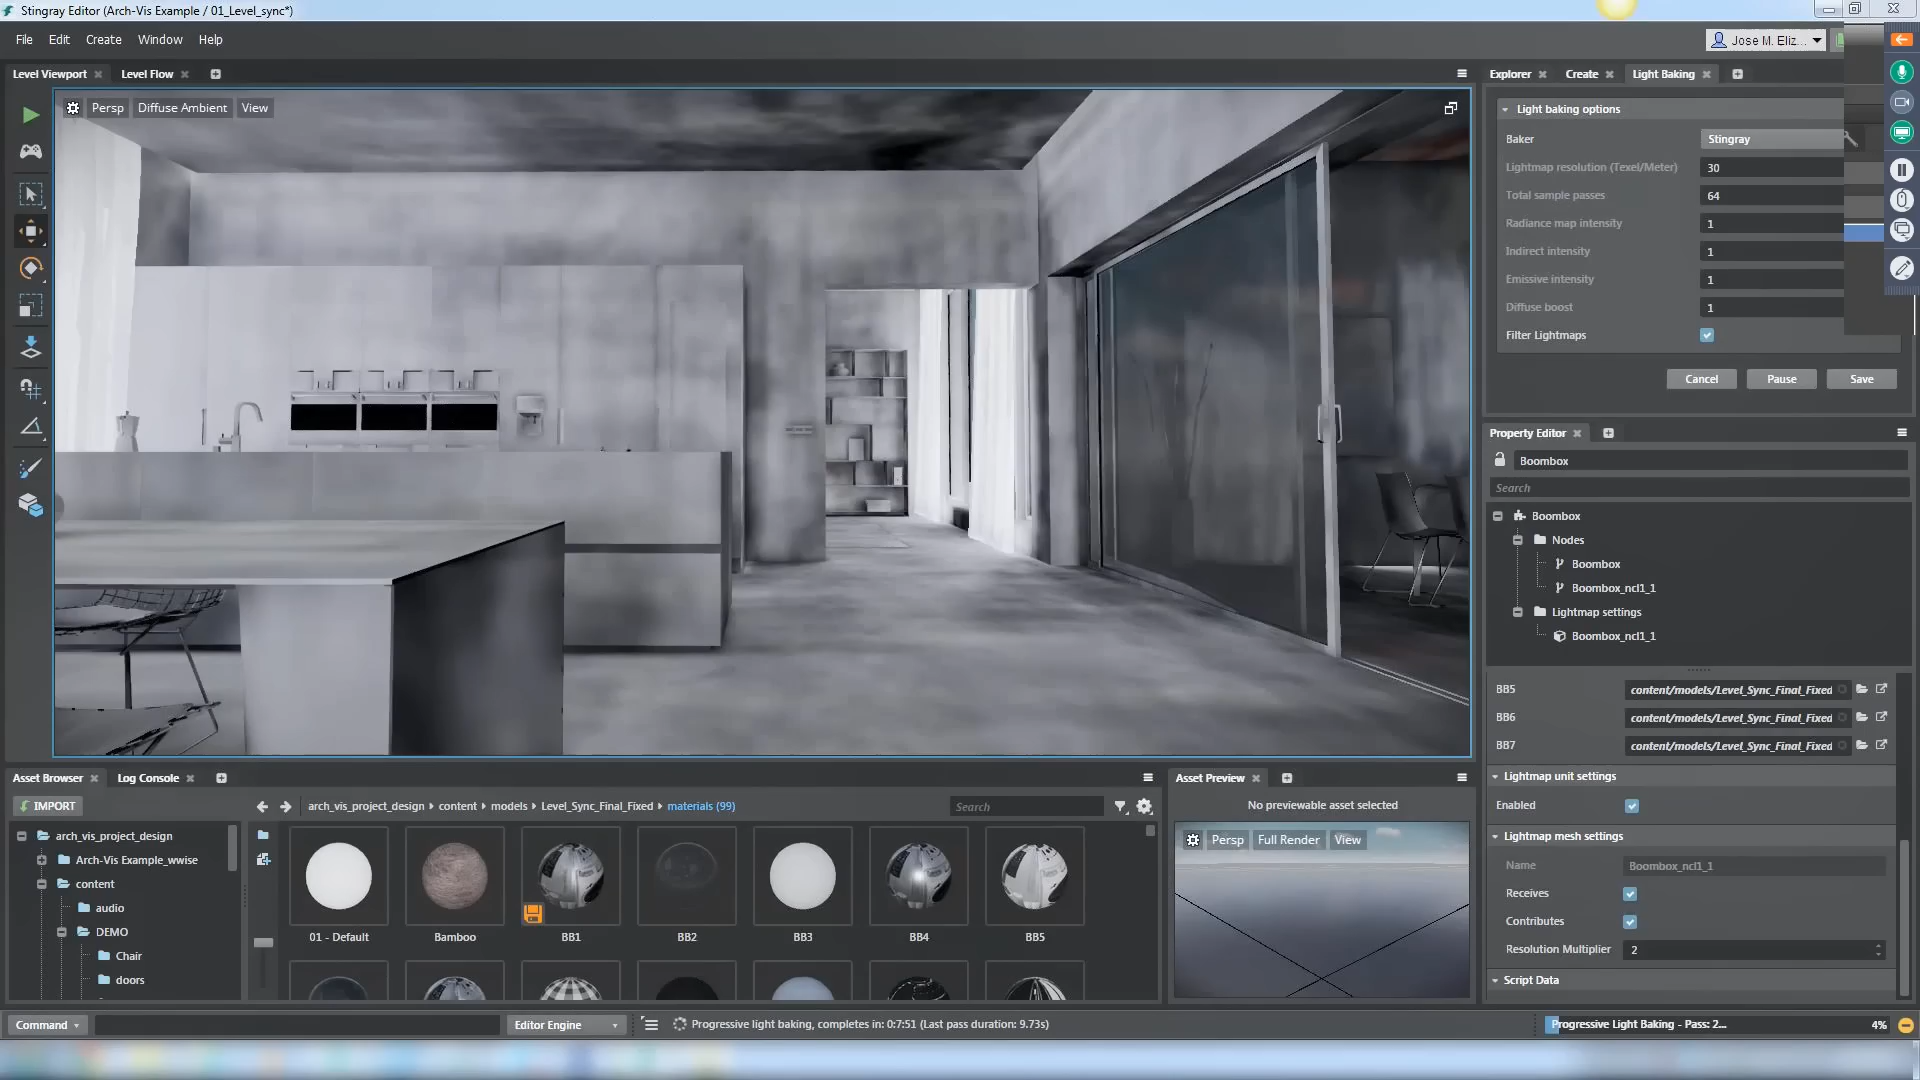 Stingray Editor (Arch-Vis Example / 01_Level_sync*)
File Edit Create Window Help
Jose M. Eliz...
Level Viewport Level Flow
Explorer Create Light Baking
Persp Diffuse Ambient View
Light baking options
Baker Stingray
Lightmap resolution (Texel/Meter) 30
Total sample passes 64
Radiance map intensity 1
Indirect intensity 1
Emissive intensity 1
Diffuse boost 1
Filter Lightmaps
Cancel Pause Save
Property Editor
Boombox
Search
Boombox
Nodes
Boombox
Boombox_ncl1_1
Lightmap settings
Boombox_ncl1_1
BB5 content/models/Level_Sync_Final_Fixed
BB6 content/models/Level_Sync_Final_Fixed
BB7 content/models/Level_Sync_Final_Fixed
Lightmap unit settings
Enabled
Lightmap mesh settings
Name Boombox_ncl1_1
Receives
Contributes
Resolution Multiplier 2
Script Data
Asset Browser Log Console
IMPORT
arch_vis_project_design content models Level_Sync_Final_Fixed materials (99)
Search
arch_vis_project_design
Arch-Vis Example_wwise
content
audio
DEMO
Chair
doors
01 - Default Bamboo BB1 BB2 BB3 BB4 BB5
Asset Preview
No previewable asset selected
Persp Full Render View
Command
Editor Engine
Progressive light baking, completes in: 0:7:51 (Last pass duration: 9.73s)
Progressive Light Baking - Pass: 2... 4%